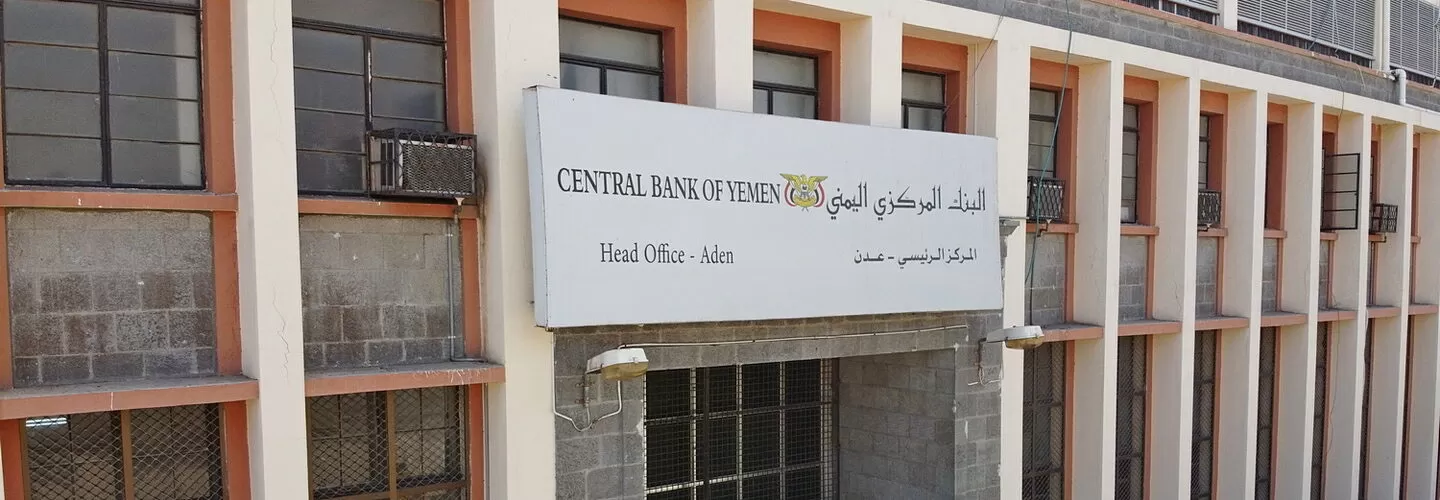 CENTRAL BANK OF YEMEN البنك المركزي اليمني
Head Office - Aden المركز الرئيسي - عدن